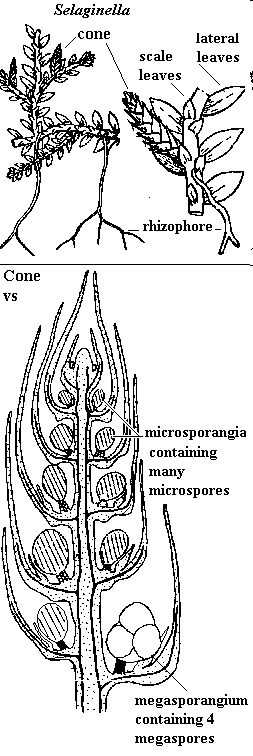 Selaginella
cone
lateral
leaves
scale
leaves
rhizophore
Cone
vs
microsporangia
containing
many
microspores
megasporangium
containing 4
megaspores